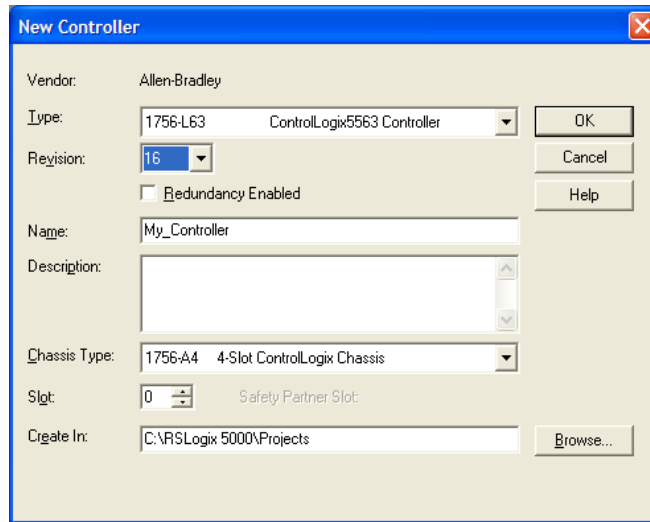 New Controller
Vendor: Allen-Bradley
Type: 1756-L63 ControlLogix5563 Controller OK
Revision: 16 Cancel
Redundancy Enabled Help
Name: My_Controller
Description:
Chassis Type: 1756-A4 4-Slot ControlLogix Chassis
Slot: 0 Safety Partner Slot:
Create In: C:\RSLogix 5000\Projects Browse...